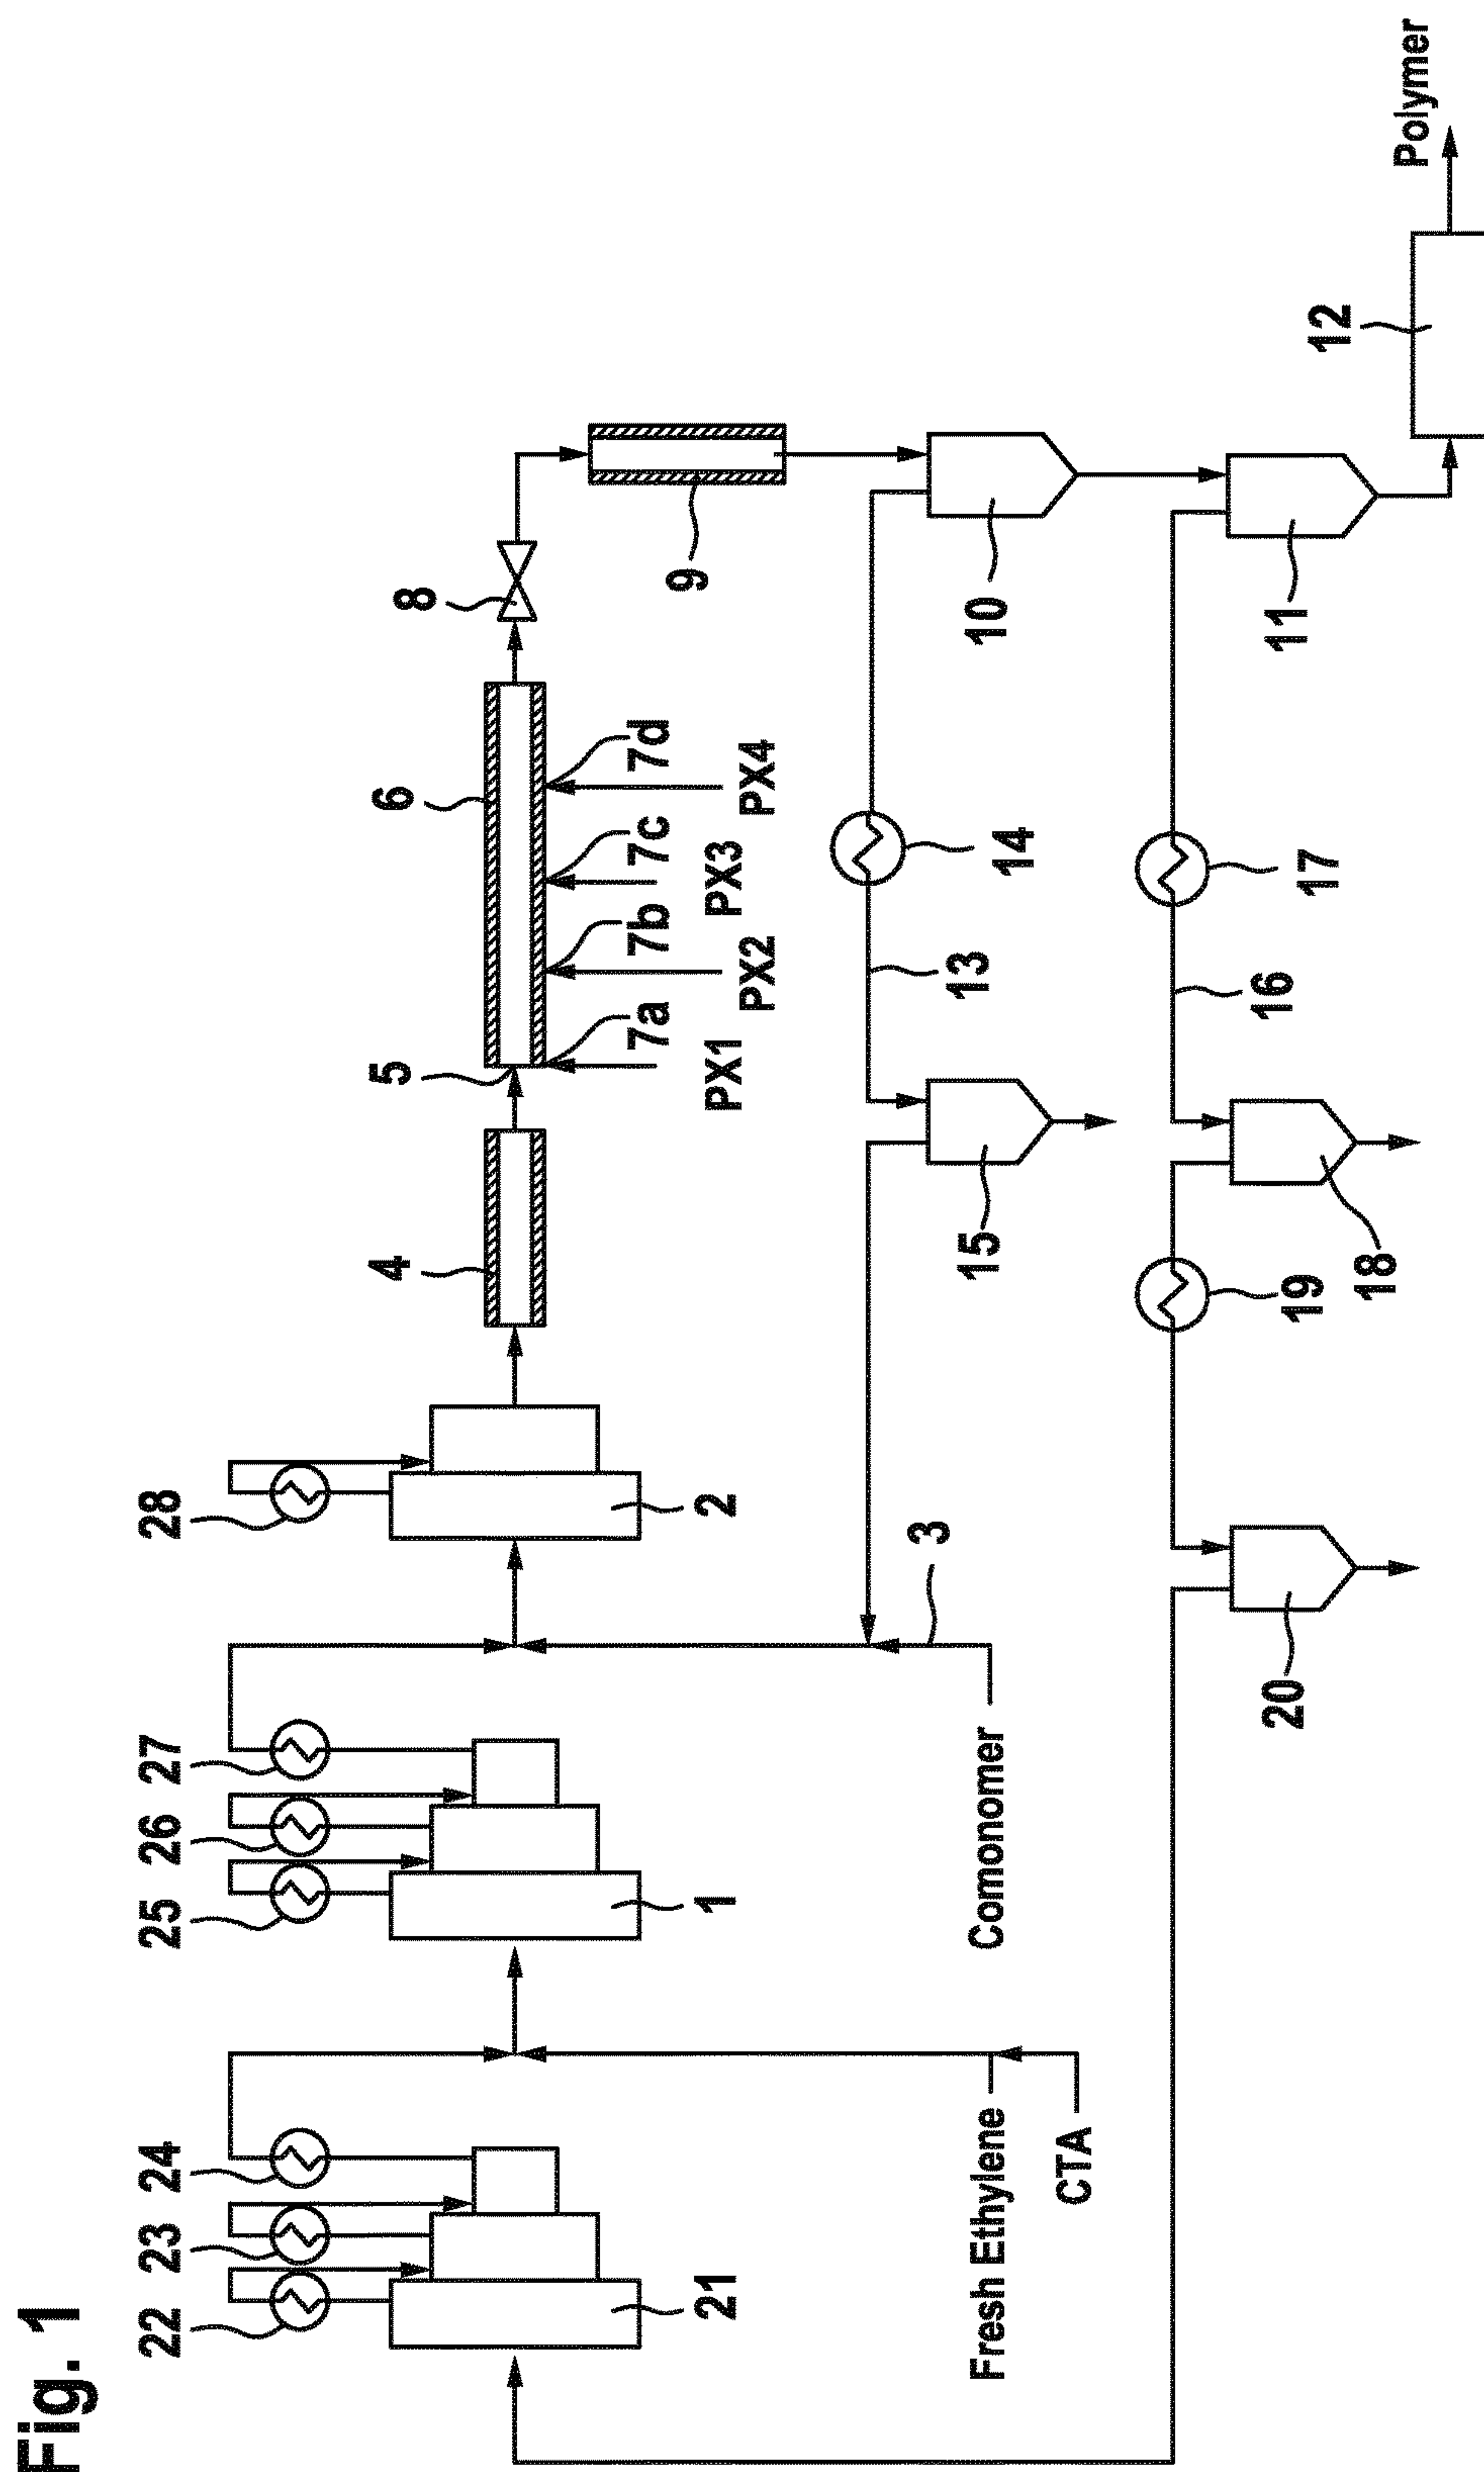 Fig. 1
22
23
24
25
26
27
28
21
1
2
4
5
6
8
9
7a
7b
7c
7d
PX1
PX2
PX3
PX4
Fresh Ethylene
CTA
Comonomer
3
15
13
14
10
20
19
18
16
17
11
12
Polymer